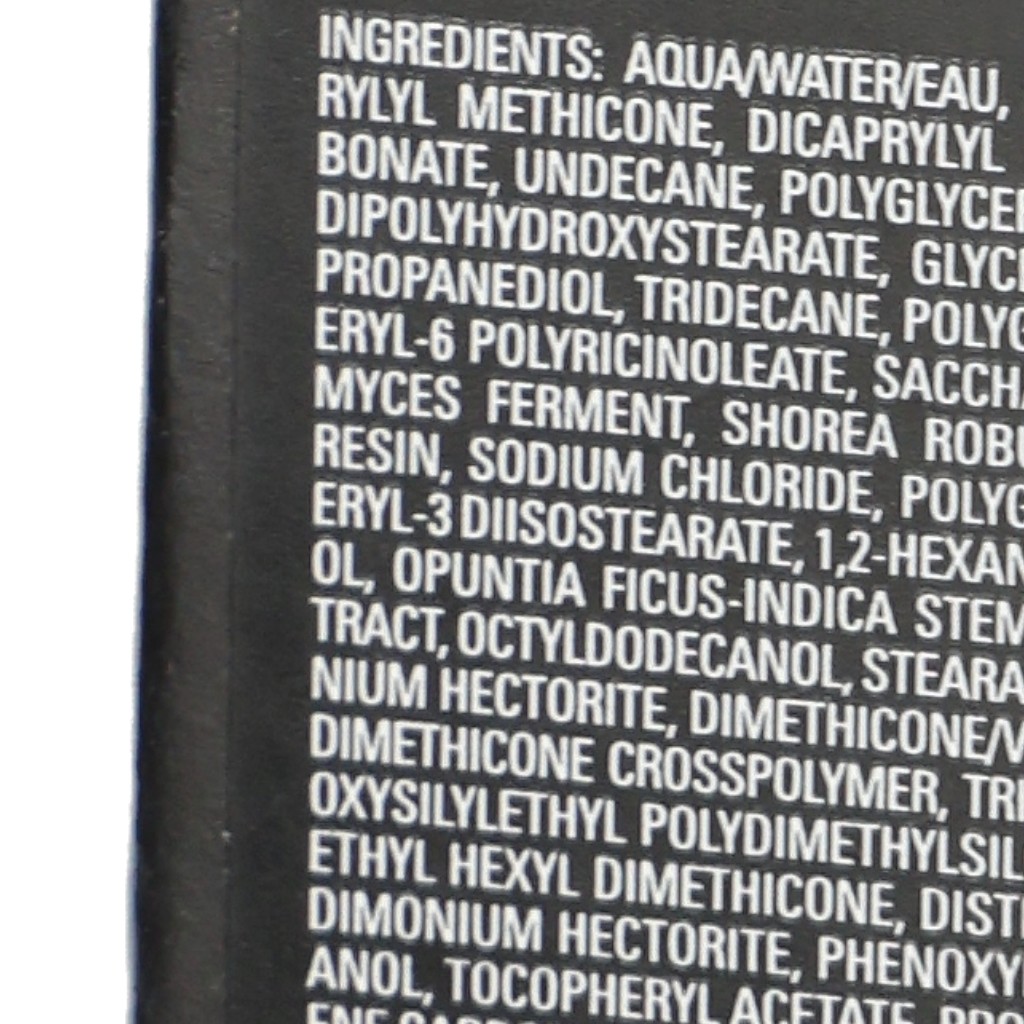 INGREDIENTS: AQUA/WATER/EAU,
RYLYL METHICONE, DICAPRYLYL
BONATE, UNDECANE, POLYGLYCE
DIPOLYHYDROXYSTEARATE, GLYC
PROPANEDIOL, TRIDECANE, POLYG
ERYL-6 POLYRICINOLEATE, SACCHA
MYCES FERMENT, SHOREA ROBU
RESIN, SODIUM CHLORIDE, POLYG
ERYL-3 DIISOSTEARATE, 1,2-HEXAN
OL, OPUNTIA FICUS-INDICA STEM
TRACT, OCTYLDODECANOL, STEARA
NIUM HECTORITE, DIMETHICONE/V
DIMETHICONE CROSSPOLYMER, TRI
OXYSILYLETHYL POLYDIMETHYLSIL
ETHYL HEXYL DIMETHICONE, DIST
DIMONIUM HECTORITE, PHENOXY
ANOL, TOCOPHERYL ACETATE,